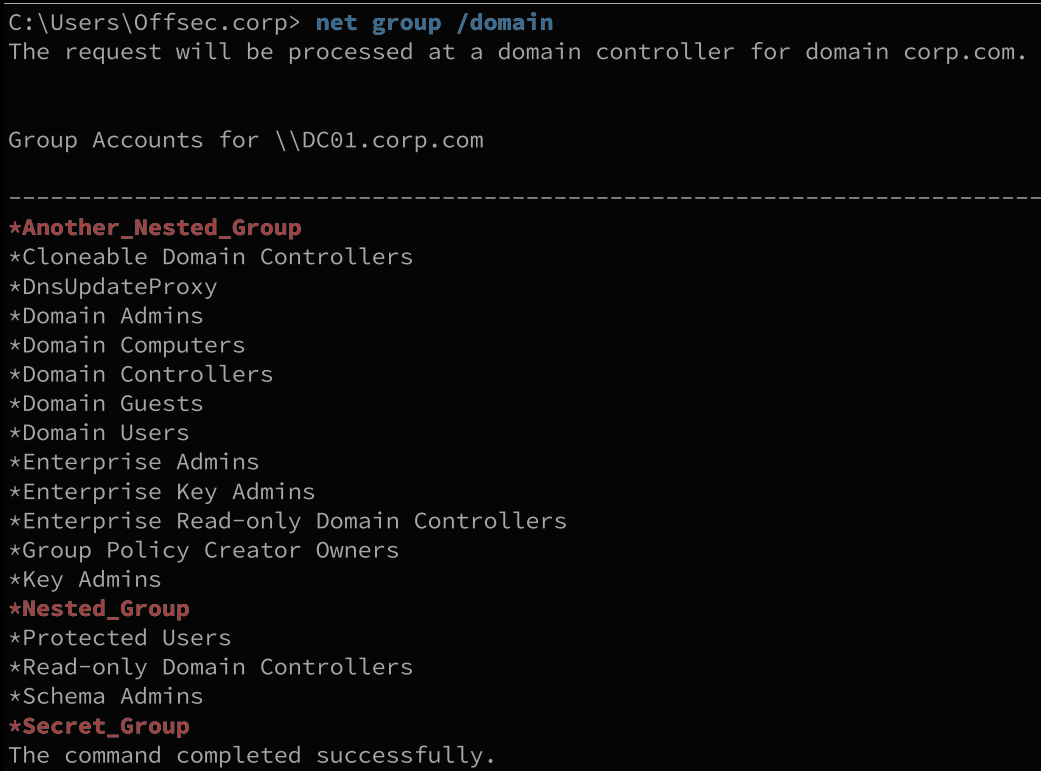 C:\Users\Offsec.corp> net group /domain
The request will be processed at a domain controller for domain corp.com.
Group Accounts for \\DC01.corp.com
-------------------------------------------------------------------------
*Another_Nested_Group
*Cloneable Domain Controllers
*DnsUpdateProxy
*Domain Admins
*Domain Computers
*Domain Controllers
*Domain Guests
*Domain Users
*Enterprise Admins
*Enterprise Key Admins
*Enterprise Read-only Domain Controllers
*Group Policy Creator Owners
*Key Admins
*Nested_Group
*Protected Users
*Read-only Domain Controllers
*Schema Admins
*Secret_Group
The command completed successfully.